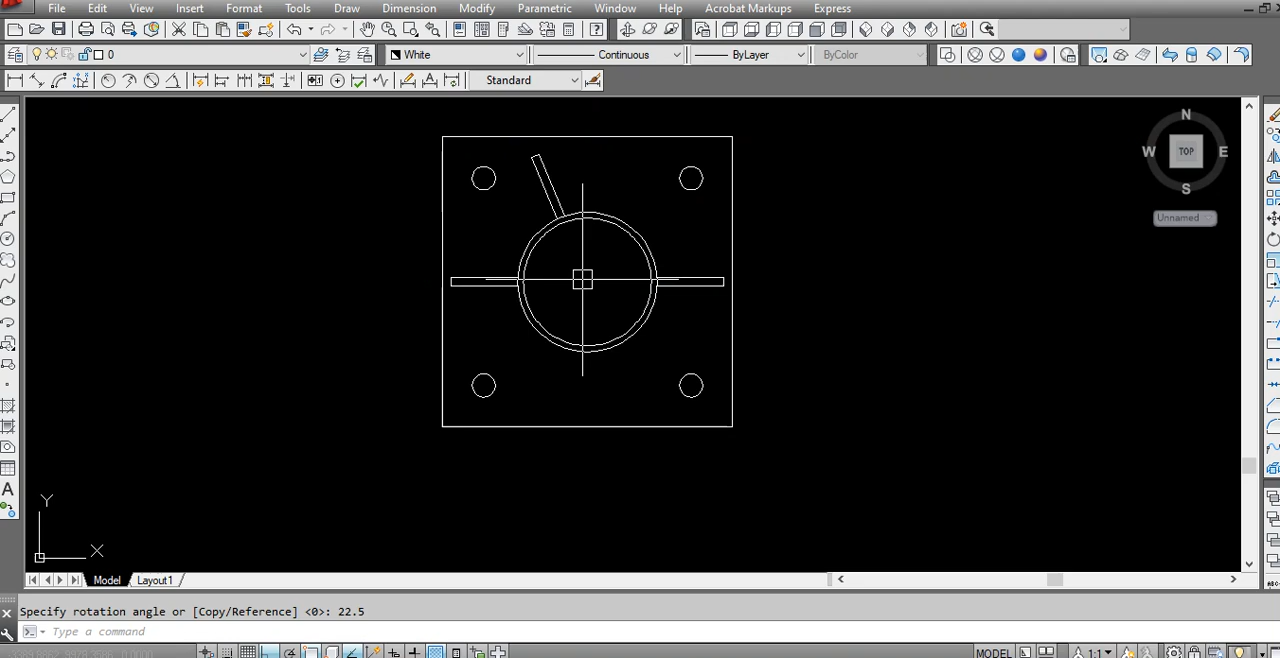 File Edit View Insert Format Tools Draw Dimension Modify Parametric Window Help Acrobat Markups Express
0 White Continuous ByLayer ByColor
Standard
N
W TOP E
S
Unnamed
Y
X
Model Layout1
Specify rotation angle or [Copy/Reference] <0>: 22.5
Type a command
MODEL 1:1